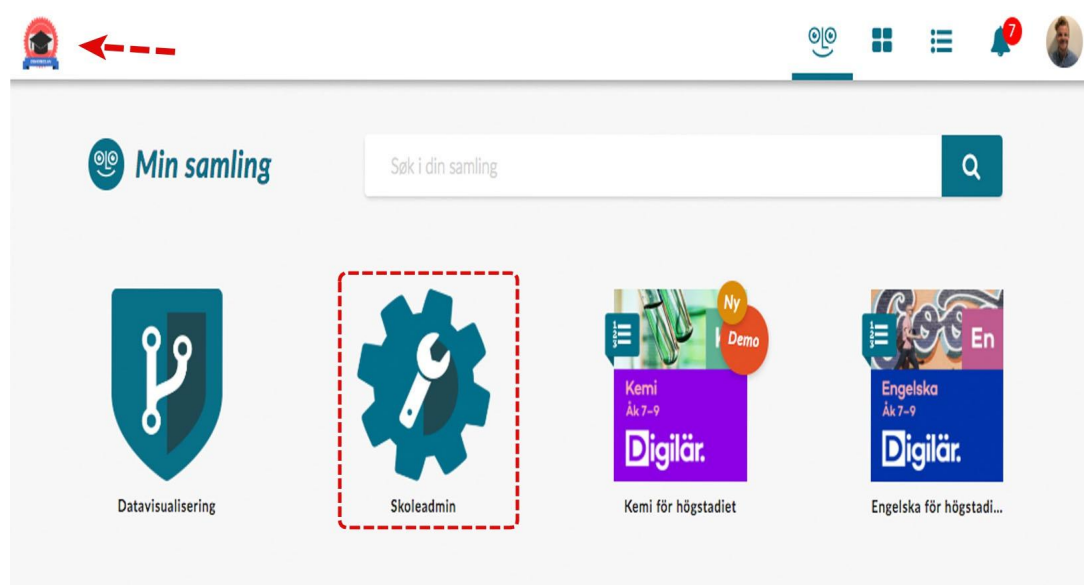 7
Min samling
Søk i din samling
Ny
Demo
En
Kemi
Åk 7-9
Digilär.
Engelska
Åk 7-9
Digilär.
Datavisualisering
Skoleadmin
Kemi för högstadiet
Engelska för högstadi...